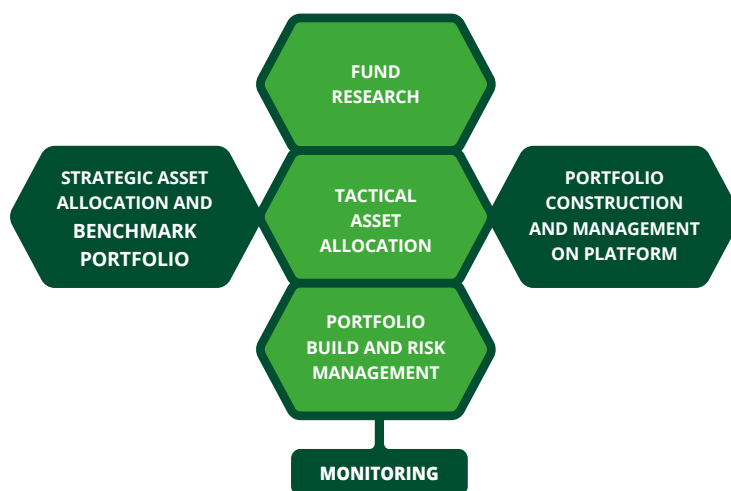 FUND
RESEARCH
STRATEGIC ASSET
ALLOCATION AND
BENCHMARK
PORTFOLIO
TACTICAL
ASSET
ALLOCATION
PORTFOLIO
CONSTRUCTION
AND MANAGEMENT
ON PLATFORM
PORTFOLIO
BUILD AND RISK
MANAGEMENT
MONITORING